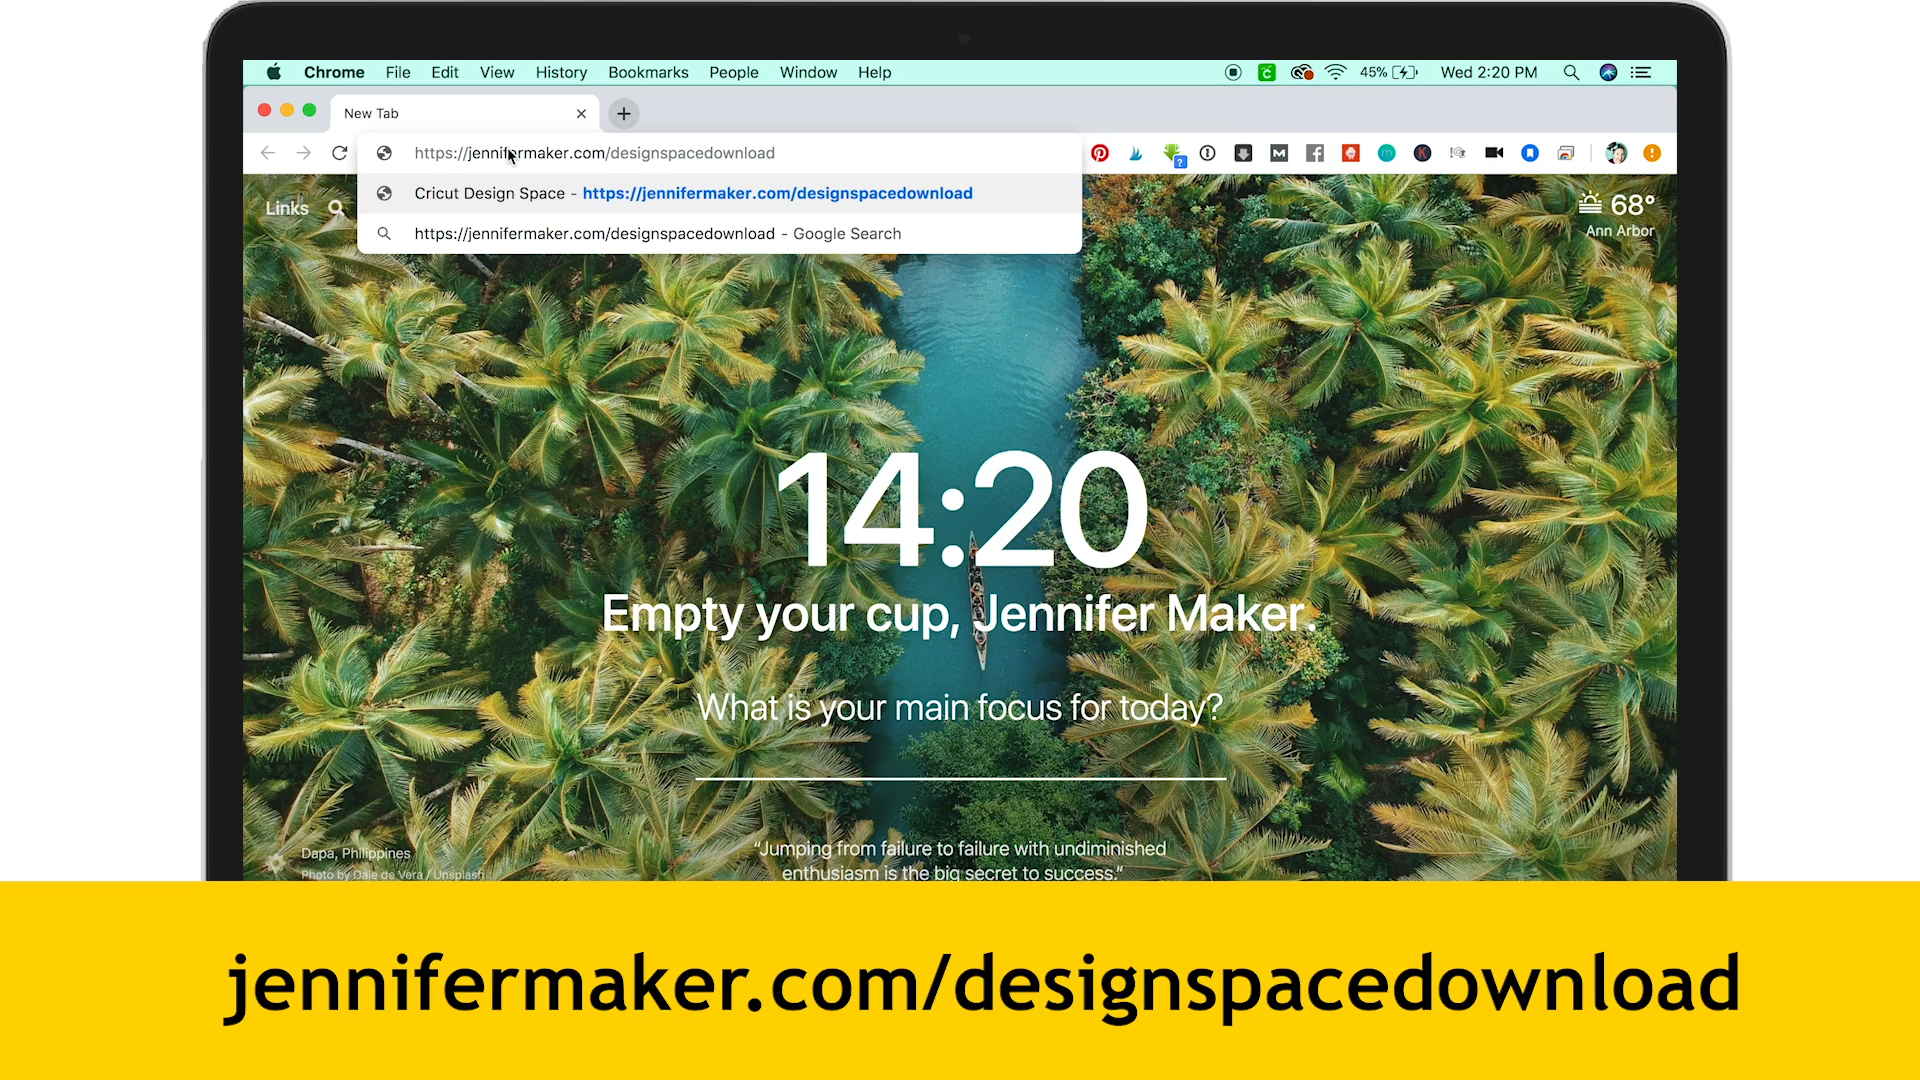 Chrome File Edit View History Bookmarks People Window Help 45% Wed 2:20 PM
New Tab
https://jennifermaker.com/designspacedownload
Cricut Design Space - https://jennifermaker.com/designspacedownload
https://jennifermaker.com/designspacedownload - Google Search
Links
68°
Ann Arbor
14:20
Empty your cup, Jennifer Maker.
What is your main focus for today?
Dapa, Philippines
Photo by Dale de Vera / Unsplash
“Jumping from failure to failure with undiminished
enthusiasm is the big secret to success.”
jennifermaker.com/designspacedownload